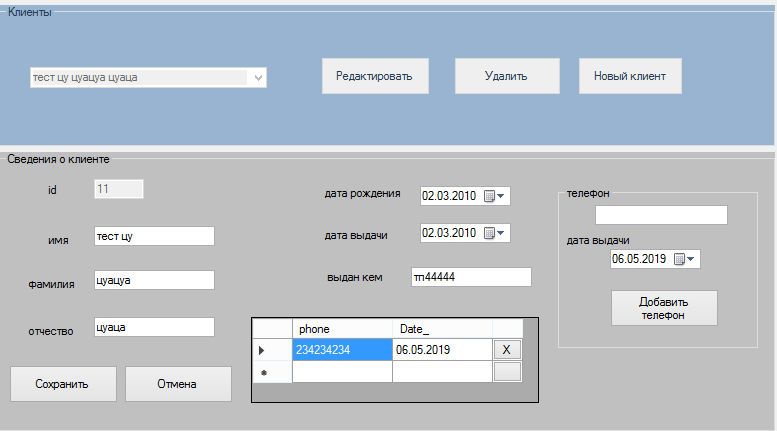 Клиенты
тест цу цуацуа цуаца
Редактировать
Удалить
Новый клиент
Сведения о клиенте
id
11
имя
тест цу
фамилия
цуацуа
отчество
цуаца
Сохранить
Отмена
дата рождения
02.03.2010
дата выдачи
02.03.2010
выдан кем
тп44444
phone
Date_
234234234
06.05.2019
X
телефон
дата выдачи
06.05.2019
Добавить
телефон